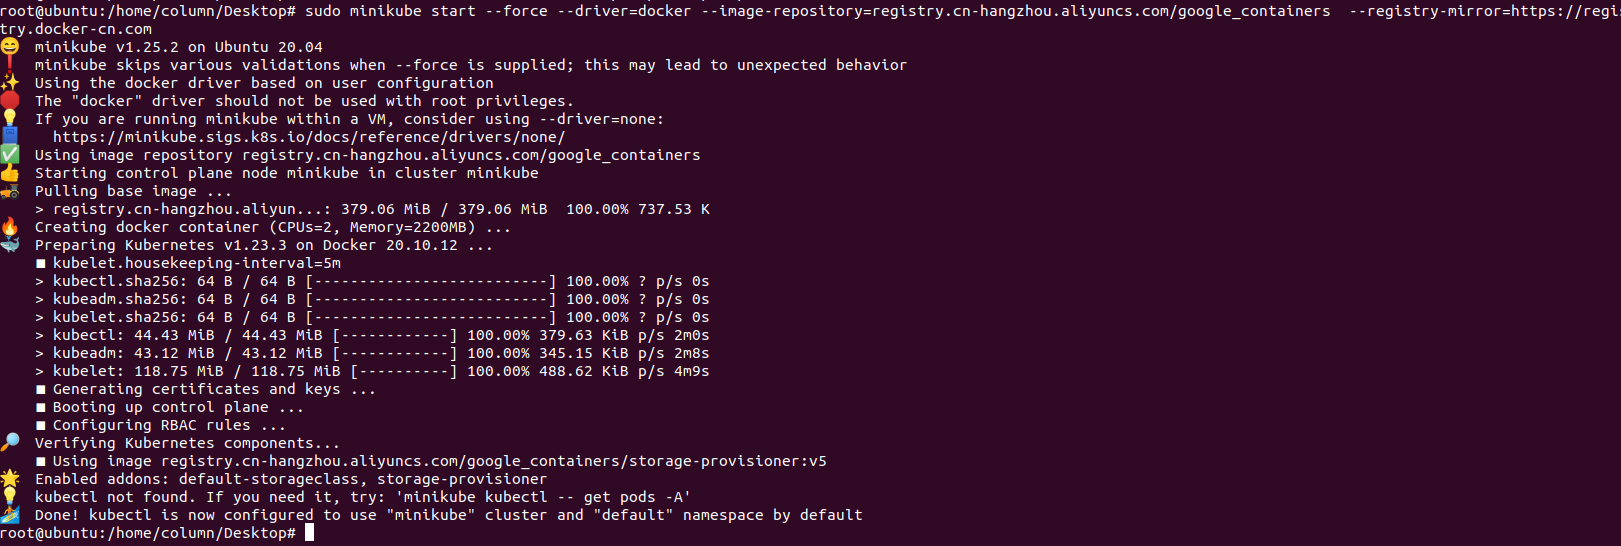 root@ubuntu:/home/column/Desktop# sudo minikube start --force --driver=docker --image-repository=registry.cn-hangzhou.aliyuncs.com/google_containers  --registry-mirror=https://regis
try.docker-cn.com
😄  minikube v1.25.2 on Ubuntu 20.04
❗  minikube skips various validations when --force is supplied; this may lead to unexpected behavior
✨  Using the docker driver based on user configuration
🛑  The "docker" driver should not be used with root privileges.
💡  If you are running minikube within a VM, consider using --driver=none:
📘    https://minikube.sigs.k8s.io/docs/reference/drivers/none/
✅  Using image repository registry.cn-hangzhou.aliyuncs.com/google_containers
👍  Starting control plane node minikube in cluster minikube
🚜  Pulling base image ...
    > registry.cn-hangzhou.aliyun...: 379.06 MiB / 379.06 MiB  100.00% 737.53 K
🔥  Creating docker container (CPUs=2, Memory=2200MB) ...
🐳  Preparing Kubernetes v1.23.3 on Docker 20.10.12 ...
    ■ kubelet.housekeeping-interval=5m
    > kubectl.sha256: 64 B / 64 B [--------------------------] 100.00% ? p/s 0s
    > kubeadm.sha256: 64 B / 64 B [--------------------------] 100.00% ? p/s 0s
    > kubelet.sha256: 64 B / 64 B [--------------------------] 100.00% ? p/s 0s
    > kubectl: 44.43 MiB / 44.43 MiB [------------] 100.00% 379.63 KiB p/s 2m0s
    > kubeadm: 43.12 MiB / 43.12 MiB [------------] 100.00% 345.15 KiB p/s 2m8s
    > kubelet: 118.75 MiB / 118.75 MiB [----------] 100.00% 488.62 KiB p/s 4m9s
    ■ Generating certificates and keys ...
    ■ Booting up control plane ...
    ■ Configuring RBAC rules ...
🔎  Verifying Kubernetes components...
    ■ Using image registry.cn-hangzhou.aliyuncs.com/google_containers/storage-provisioner:v5
🌟  Enabled addons: default-storageclass, storage-provisioner
💡  kubectl not found. If you need it, try: 'minikube kubectl -- get pods -A'
🏄  Done! kubectl is now configured to use "minikube" cluster and "default" namespace by default
root@ubuntu:/home/column/Desktop#